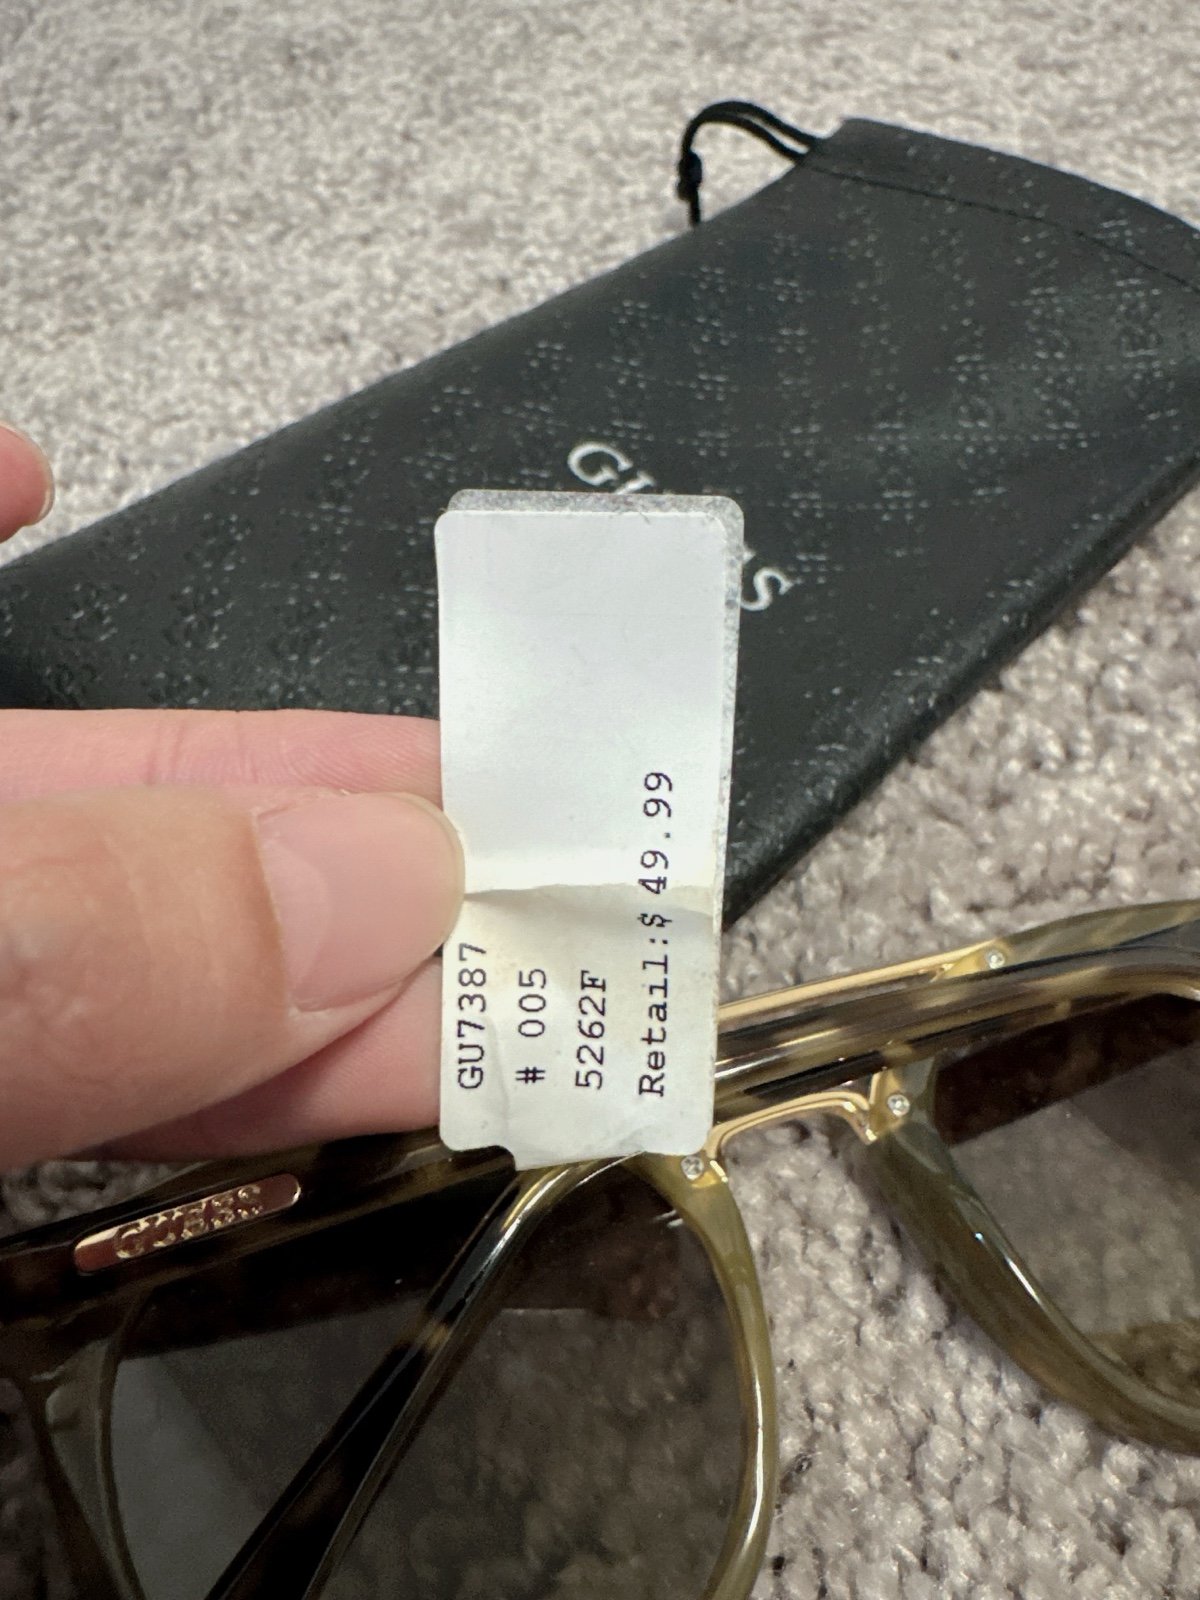 GU7387
# 005
5262F
Retail:$ 49.99
GUESS